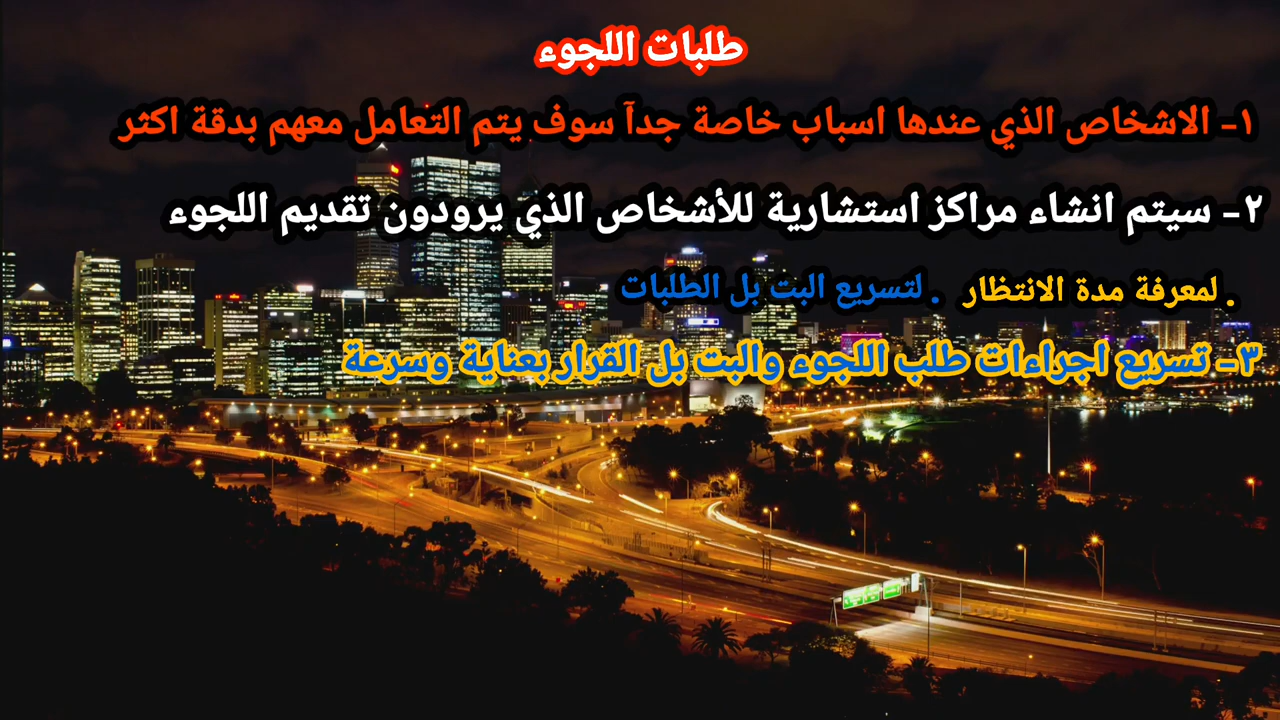 طلبات اللجوء
١- الاشخاص الذي عندها اسباب خاصة جدآ سوف يتم التعامل معهم بدقة اكثر
٢- سيتم انشاء مراكز استشارية للأشخاص الذي يرودون تقديم اللجوء
. لمعرفة مدة الانتظار . لتسريع البت بل الطلبات
٣- تسريع اجراءات طلب اللجوء والبت بل القرار بعناية وسرعة